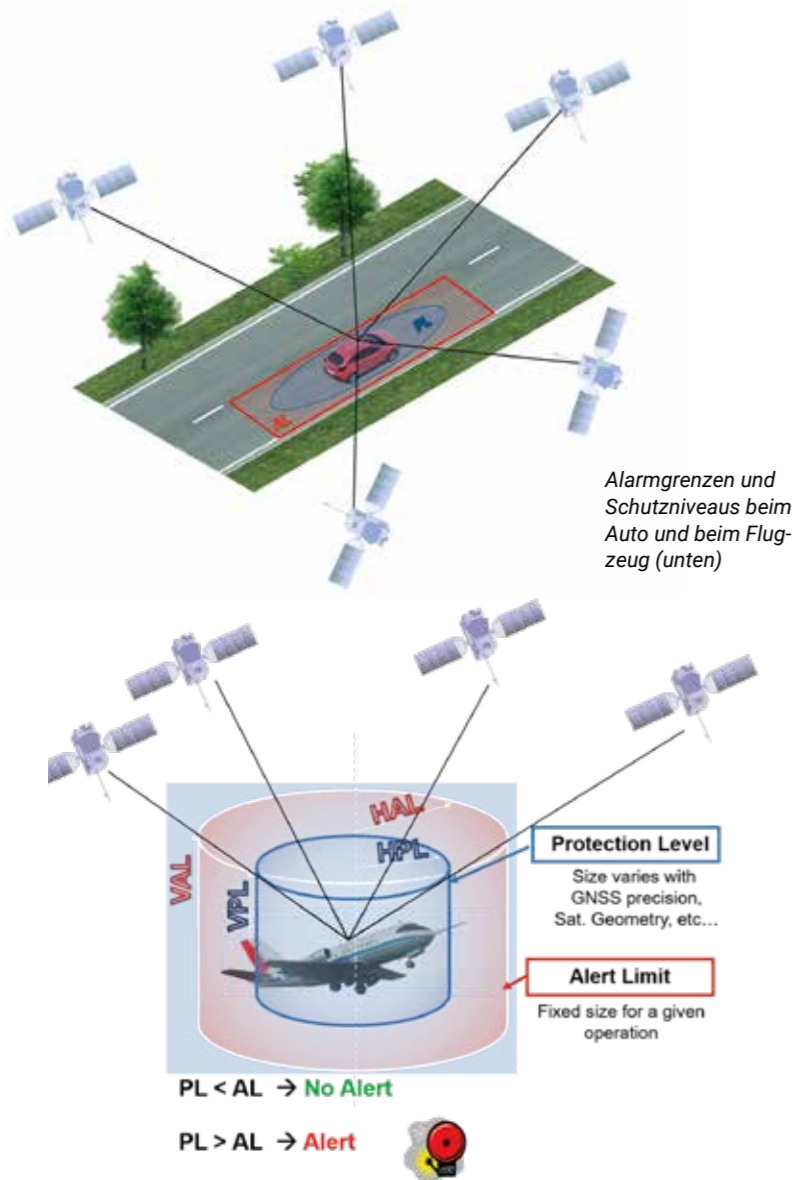 PL
AL
Alarmgrenzen und
Schutzniveaus beim
Auto und beim Flug-
zeug (unten)
HAL
HPL
VAL
VPL
Protection Level
Size varies with
GNSS precision,
Sat. Geometry, etc...
Alert Limit
Fixed size for a given
operation
PL < AL → No Alert
PL > AL → Alert